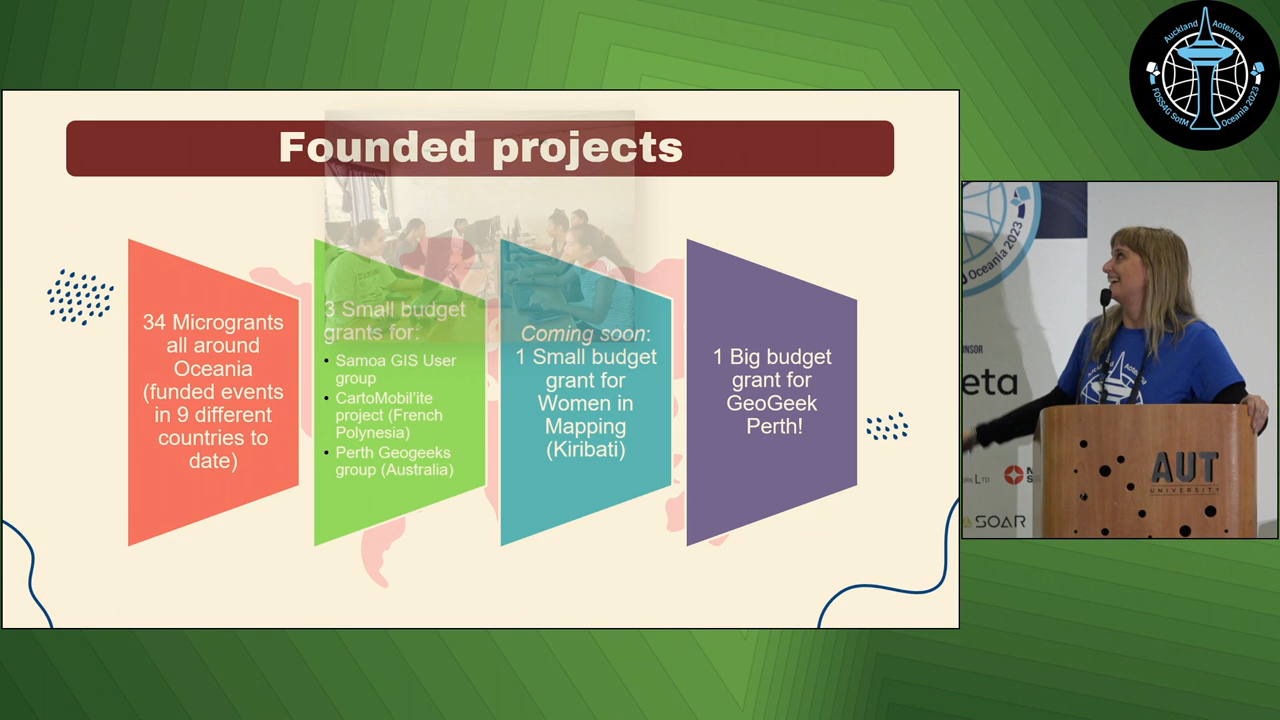 Founded projects
34 Microgrants
all around
Oceania
(funded events
in 9 different
countries to
date)
3 Small budget
grants for:
• Samoa GIS User
group
• CartoMobil'ite
project (French
Polynesia)
• Perth Geogeeks
group (Australia)
Coming soon:
1 Small budget
grant for
Women in
Mapping
(Kiribati)
1 Big budget
grant for
GeoGeek
Perth!
Auckland Aotearoa
FOSS4G SotM Oceania 2023
Oceania 2023
eta
SOAR
AUT
UNIVERSITY